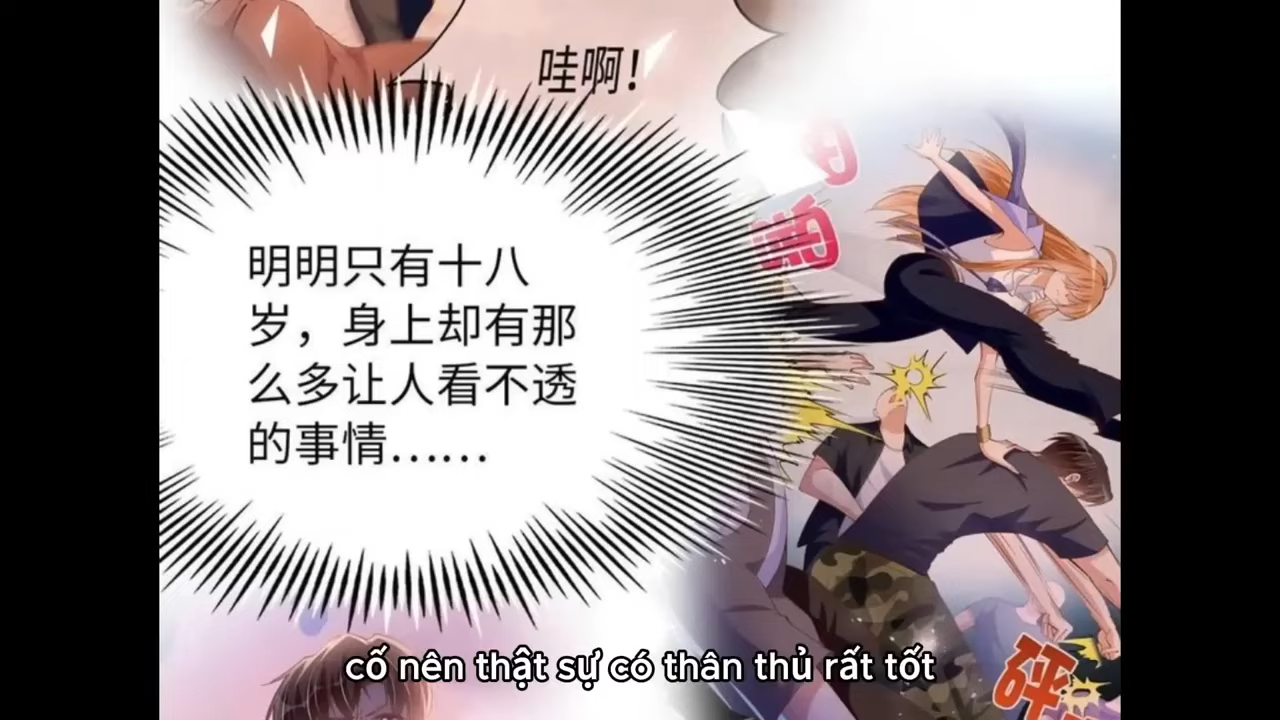 哇啊!
明明只有十八
岁，身上却有那
么多让人看不透
的事情……
砰
cố nên thật sự có thân thủ rất tốt